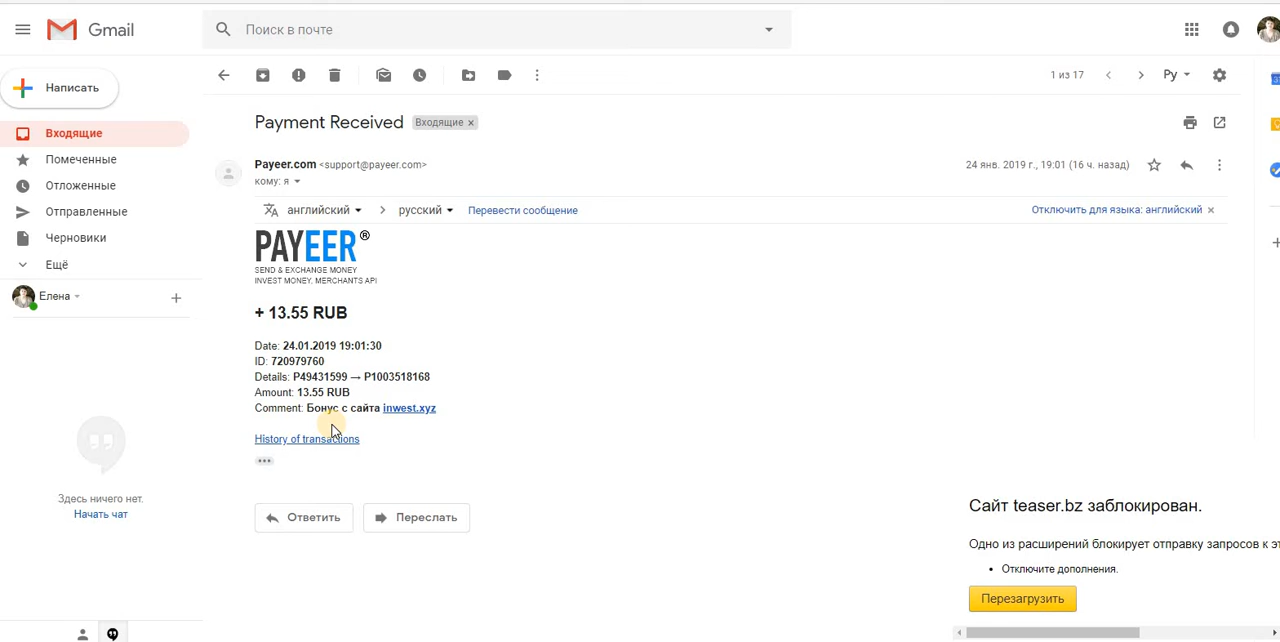 Gmail
Поиск в почте
Написать
1 из 17
Ру
Входящие
Помеченные
Отложенные
Отправленные
Черновики
Ещё
Елена
Здесь ничего нет.
Начать чат
Payment Received Входящие ×
Payeer.com <support@payeer.com>
24 янв. 2019 г., 19:01 (16 ч. назад)
кому: я
английский > русский Перевести сообщение
Отключить для языка: английский ×
PAYEER®
SEND & EXCHANGE MONEY
INVEST MONEY, MERCHANTS API
+ 13.55 RUB
Date: 24.01.2019 19:01:30
ID: 720979760
Details: P49431599 → P1003518168
Amount: 13.55 RUB
Comment: Бонус с сайта inwest.xyz
History of transactions
Ответить
Переслать
Сайт teaser.bz заблокирован.
Одно из расширений блокирует отправку запросов к эт
• Отключите дополнения.
Перезагрузить